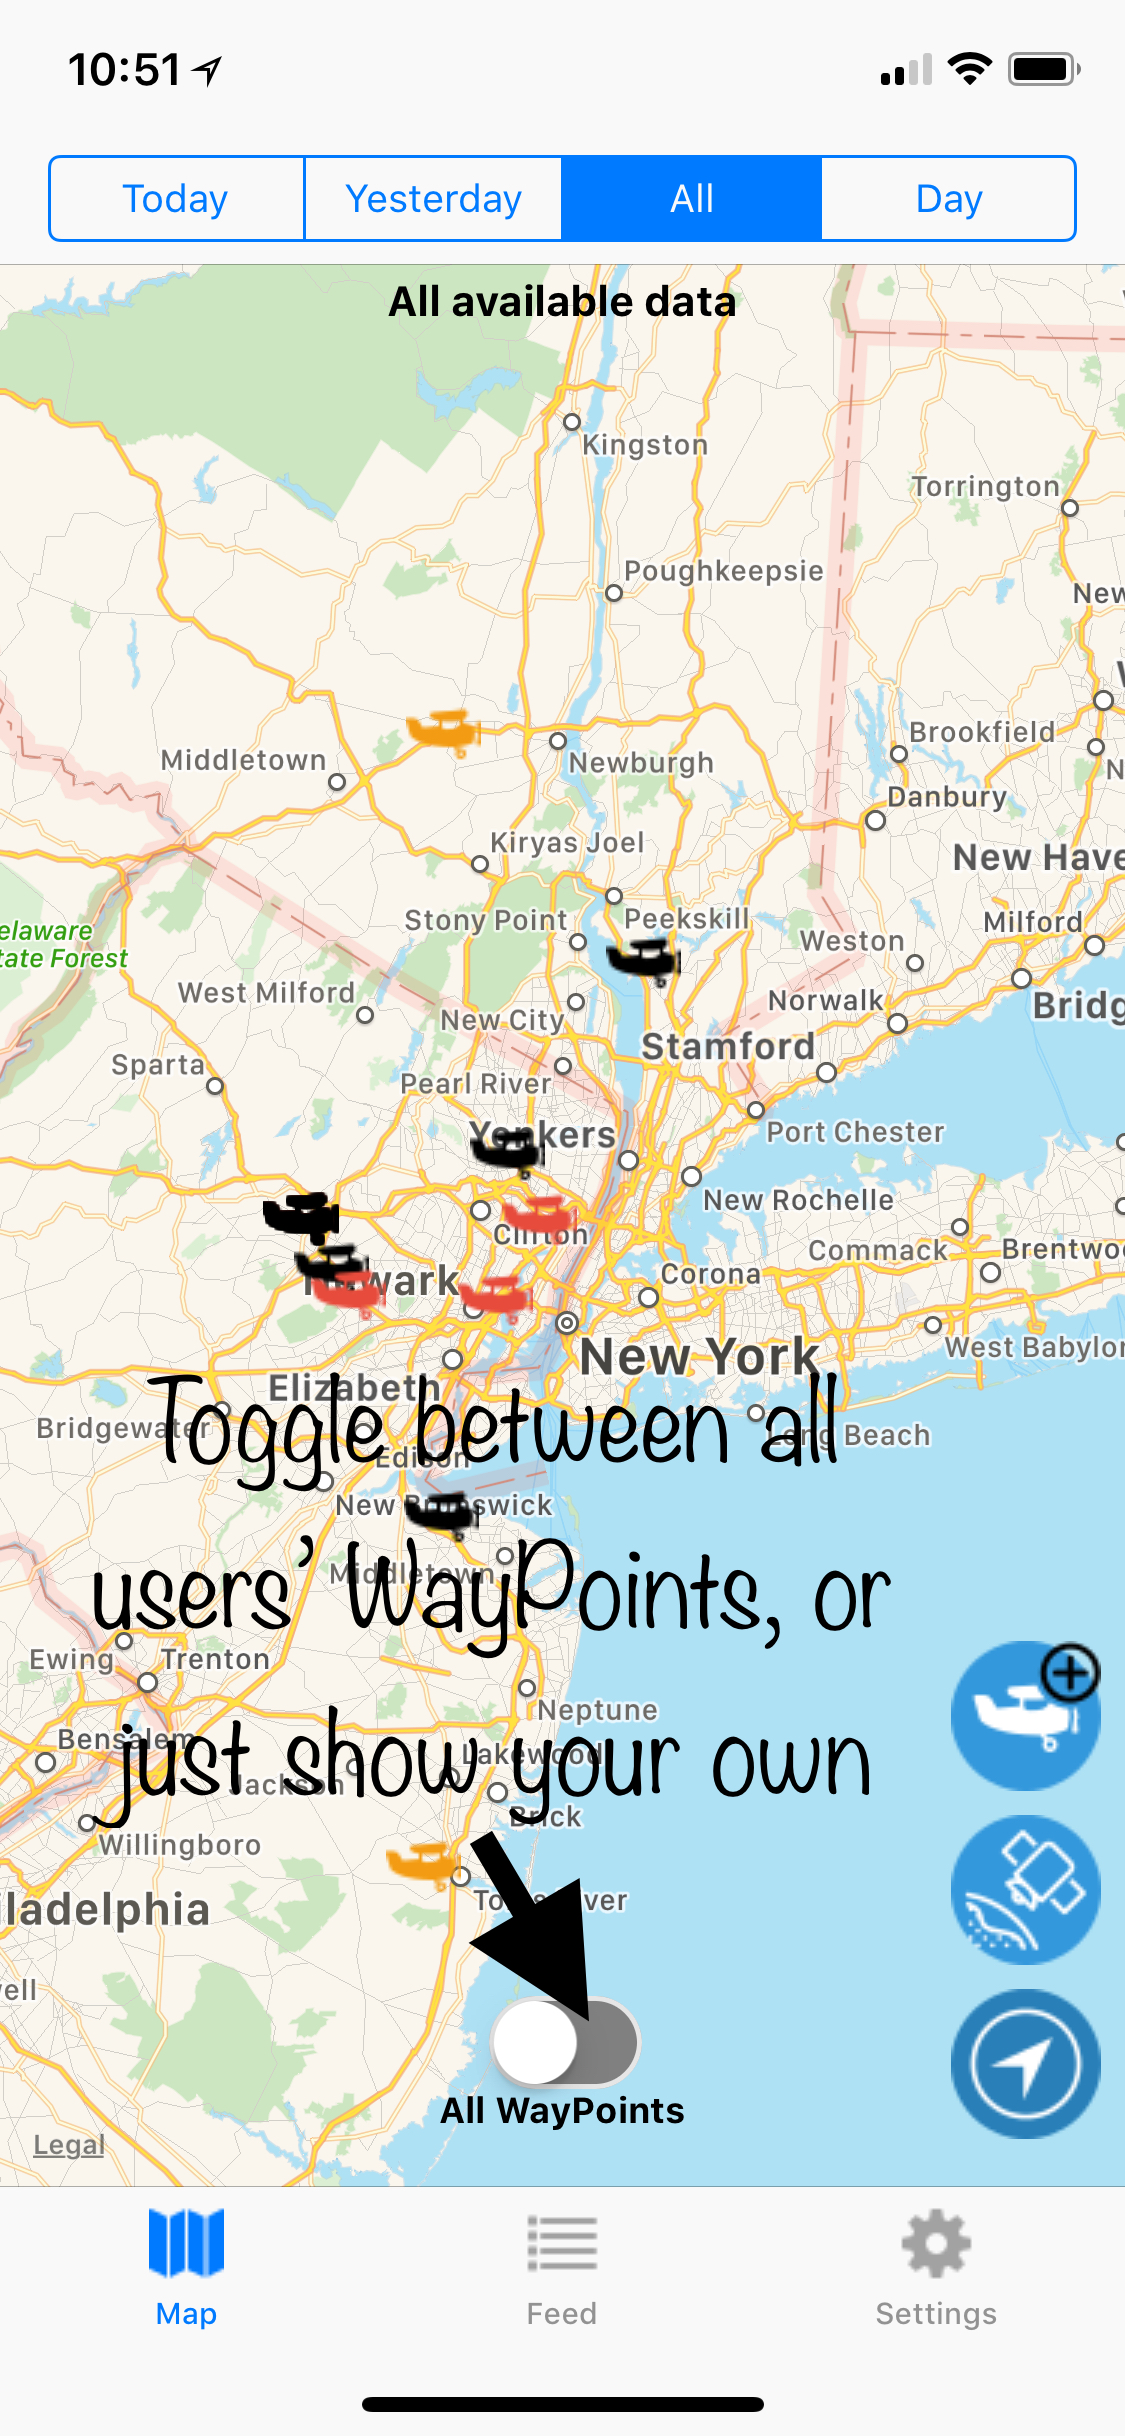 10:51
Today Yesterday All Day
All available data
Kingston
Torrington
Poughkeepsie
New
Brookfield
Middletown
Newburgh
N
Danbury
Kiryas Joel
New Have
Stony Point
Peekskill
Milford
elaware
tate Forest
Weston
West Milford
Norwalk
Bridg
New City
Stamford
Sparta
Pearl River
Yonkers
Port Chester
New Rochelle
Clifton
Commack
Brentwoo
Newark
Corona
New York
West Babylon
Elizabeth
Bridgewater
Long Beach
Edison
Toggle between all
New Brunswick
Middletown
users' WayPoints, or
Ewing
Trenton
Neptune
Bensalem
Lakewood
Jackson
just show your own
Brick
Willingboro
Toms River
iladelphia
ell
All WayPoints
Legal
Map Feed Settings